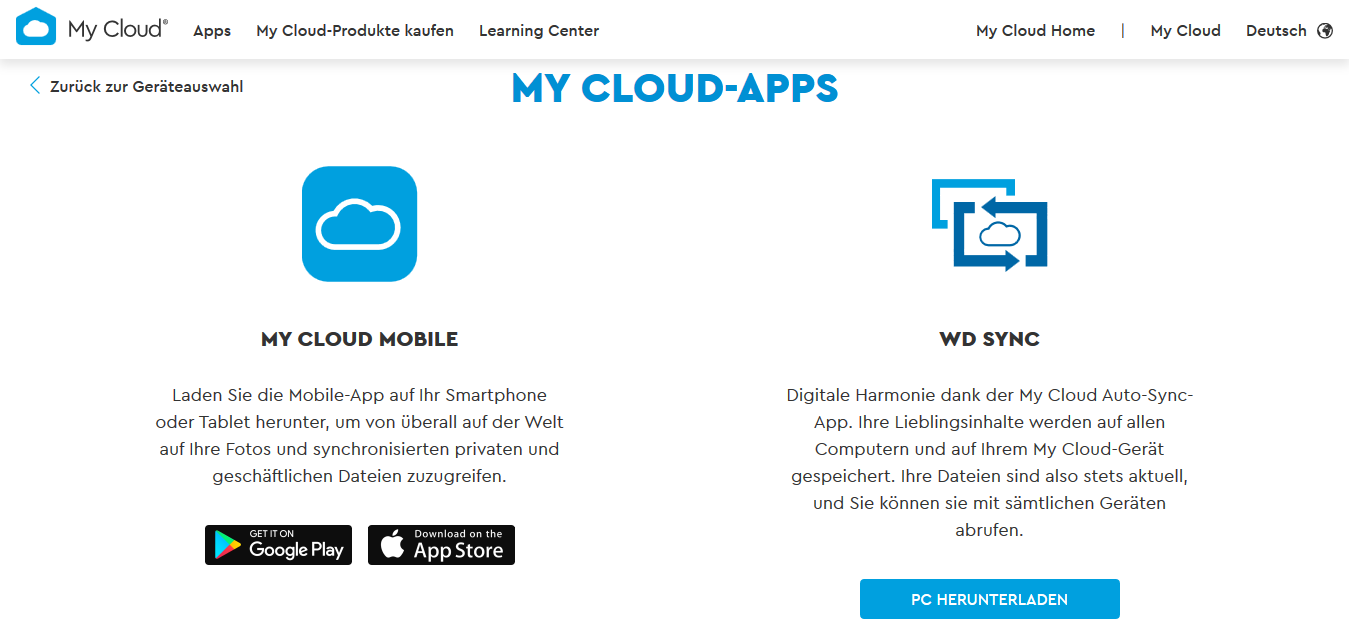 My Cloud® Apps My Cloud-Produkte kaufen Learning Center My Cloud Home | My Cloud Deutsch
Zurück zur Geräteauswahl
MY CLOUD-APPS
MY CLOUD MOBILE
Laden Sie die Mobile-App auf Ihr Smartphone
oder Tablet herunter, um von überall auf der Welt
auf Ihre Fotos und synchronisierten privaten und
geschäftlichen Dateien zuzugreifen.
GET IT ON
Google Play
Download on the
App Store
WD SYNC
Digitale Harmonie dank der My Cloud Auto-Sync-
App. Ihre Lieblingsinhalte werden auf allen
Computern und auf Ihrem My Cloud-Gerät
gespeichert. Ihre Dateien sind also stets aktuell,
und Sie können sie mit sämtlichen Geräten
abrufen.
PC HERUNTERLADEN